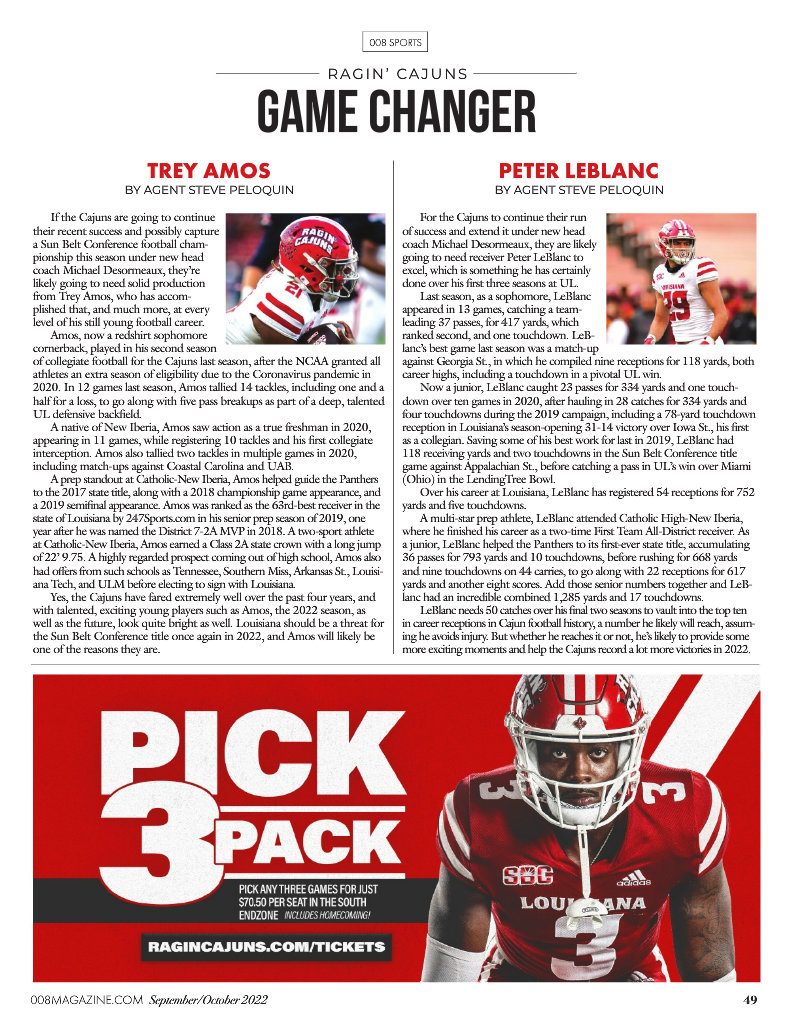 008 SPORTS
RAGIN' CAJUNS
GAME CHANGER
TREY AMOS
BY AGENT STEVE PELOQUIN
If the Cajuns are going to continue
their recent success and possibly capture
a Sun Belt Conference football cham-
pionship this season under new head
coach Michael Desormeaux, they're
likely going to need solid production
from Trey Amos, who has accom-
plished that, and much more, at every
level of his still young football career.
Amos, now a redshirt sophomore
cornerback, played in his second season
of collegiate football for the Cajuns last season, after the NCAA granted all
athletes an extra season of eligibility due to the Coronavirus pandemic in
2020. In 12 games last season, Amos tallied 14 tackles, including one and a
half for a loss, to go along with five pass breakups as part of a deep, talented
UL defensive backfield.
A native of New Iberia, Amos saw action as a true freshman in 2020,
appearing in 11 games, while registering 10 tackles and his first collegiate
interception. Amos also tallied two tackles in multiple games in 2020,
including match-ups against Coastal Carolina and UAB.
A prep standout at Catholic-New Iberia, Amos helped guide the Panthers
to the 2017 state title, along with a 2018 championship game appearance, and
a 2019 semifinal appearance. Amos was ranked as the 63rd-best receiver in the
state of Louisiana by 247Sports.com in his senior prep season of 2019, one
year after he was named the District 7-2A MVP in 2018. A two-sport athlete
at Catholic-New Iberia, Amos earned a Class 2A state crown with a long jump
of 22' 9.75. A highly regarded prospect coming out of high school, Amos also
had offers from such schools as Tennessee, Southern Miss, Arkansas St., Louisi-
ana Tech, and ULM before electing to sign with Louisiana.
Yes, the Cajuns have fared extremely well over the past four years, and
with talented, exciting young players such as Amos, the 2022 season, as
well as the future, look quite bright as well. Louisiana should be a threat for
the Sun Belt Conference title once again in 2022, and Amos will likely be
one of the reasons they are.
RAGIN
CAJUNS
21
PETER LEBLANC
BY AGENT STEVE PELOQUIN
For the Cajuns to continue their run
of success and extend it under new head
coach Michael Desormeaux, they are likely
going to need receiver Peter LeBlanc to
excel, which is something he has certainly
done over his first three seasons at UL.
Last season, as a sophomore, LeBlanc
appeared in 13 games, catching a team-
leading 37 passes, for 417 yards, which
ranked second, and one touchdown. LeB-
lanc's best game last season was a match-up
against Georgia St., in which he compiled nine receptions for 118 yards, both
career highs, including a touchdown in a pivotal UL win.
Now a junior, LeBlanc caught 23 passes for 334 yards and one touch-
down over ten games in 2020, after hauling in 28 catches for 334 yards and
four touchdowns during the 2019 campaign, including a 78-yard touchdown
reception in Louisiana's season-opening 31-14 victory over Iowa St., his first
as a collegian. Saving some of his best work for last in 2019, LeBlanc had
118 receiving yards and two touchdowns in the Sun Belt Conference title
game against Appalachian St., before catching a pass in UL's win over Miami
(Ohio) in the LendingTree Bowl.
Over his career at Louisiana, LeBlanc has registered 54 receptions for 752
yards and five touchdowns.
A multi-star prep athlete, LeBlanc attended Catholic High-New Iberia,
where he finished his career as a two-time First Team All-District receiver. As
a junior, LeBlanc helped the Panthers to its first-ever state title, accumulating
36 passes for 793 yards and 10 touchdowns, before rushing for 668 yards
and nine touchdowns on 44 carries, to go along with 22 receptions for 617
yards and another eight scores. Add those senior numbers together and LeB-
lanc had an incredible combined 1,285 yards and 17 touchdowns.
LeBlanc needs 50 catches over his final two seasons to vault into the top ten
in career receptions in Cajun football history, a number he likely will reach, assum-
ing he avoids injury. But whether he reaches it or not, he's likely to provide some
more exciting moments and help the Cajuns record a lot more victories in 2022.
LOUISIANA
29
PICK
3 PACK
PICK ANY THREE GAMES FOR JUST
$70.50 PER SEAT IN THE SOUTH
ENDZONE INCLUDES HOMECOMING!
RAGINCAJUNS.COM/TICKETS
3
3
SBC
adidas
LOUISIANA
3
008MAGAZINE.COM September/October 2022
49